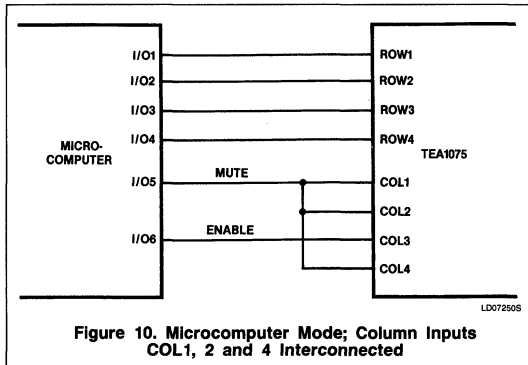 I/O1 ROW1
I/O2 ROW2
I/O3 ROW3
I/O4 ROW4
MICRO-
COMPUTER
TEA1075
I/O5 MUTE COL1
COL2
I/O6 ENABLE COL3
COL4
LD07250S
Figure 10. Microcomputer Mode; Column Inputs
COL1, 2 and 4 Interconnected